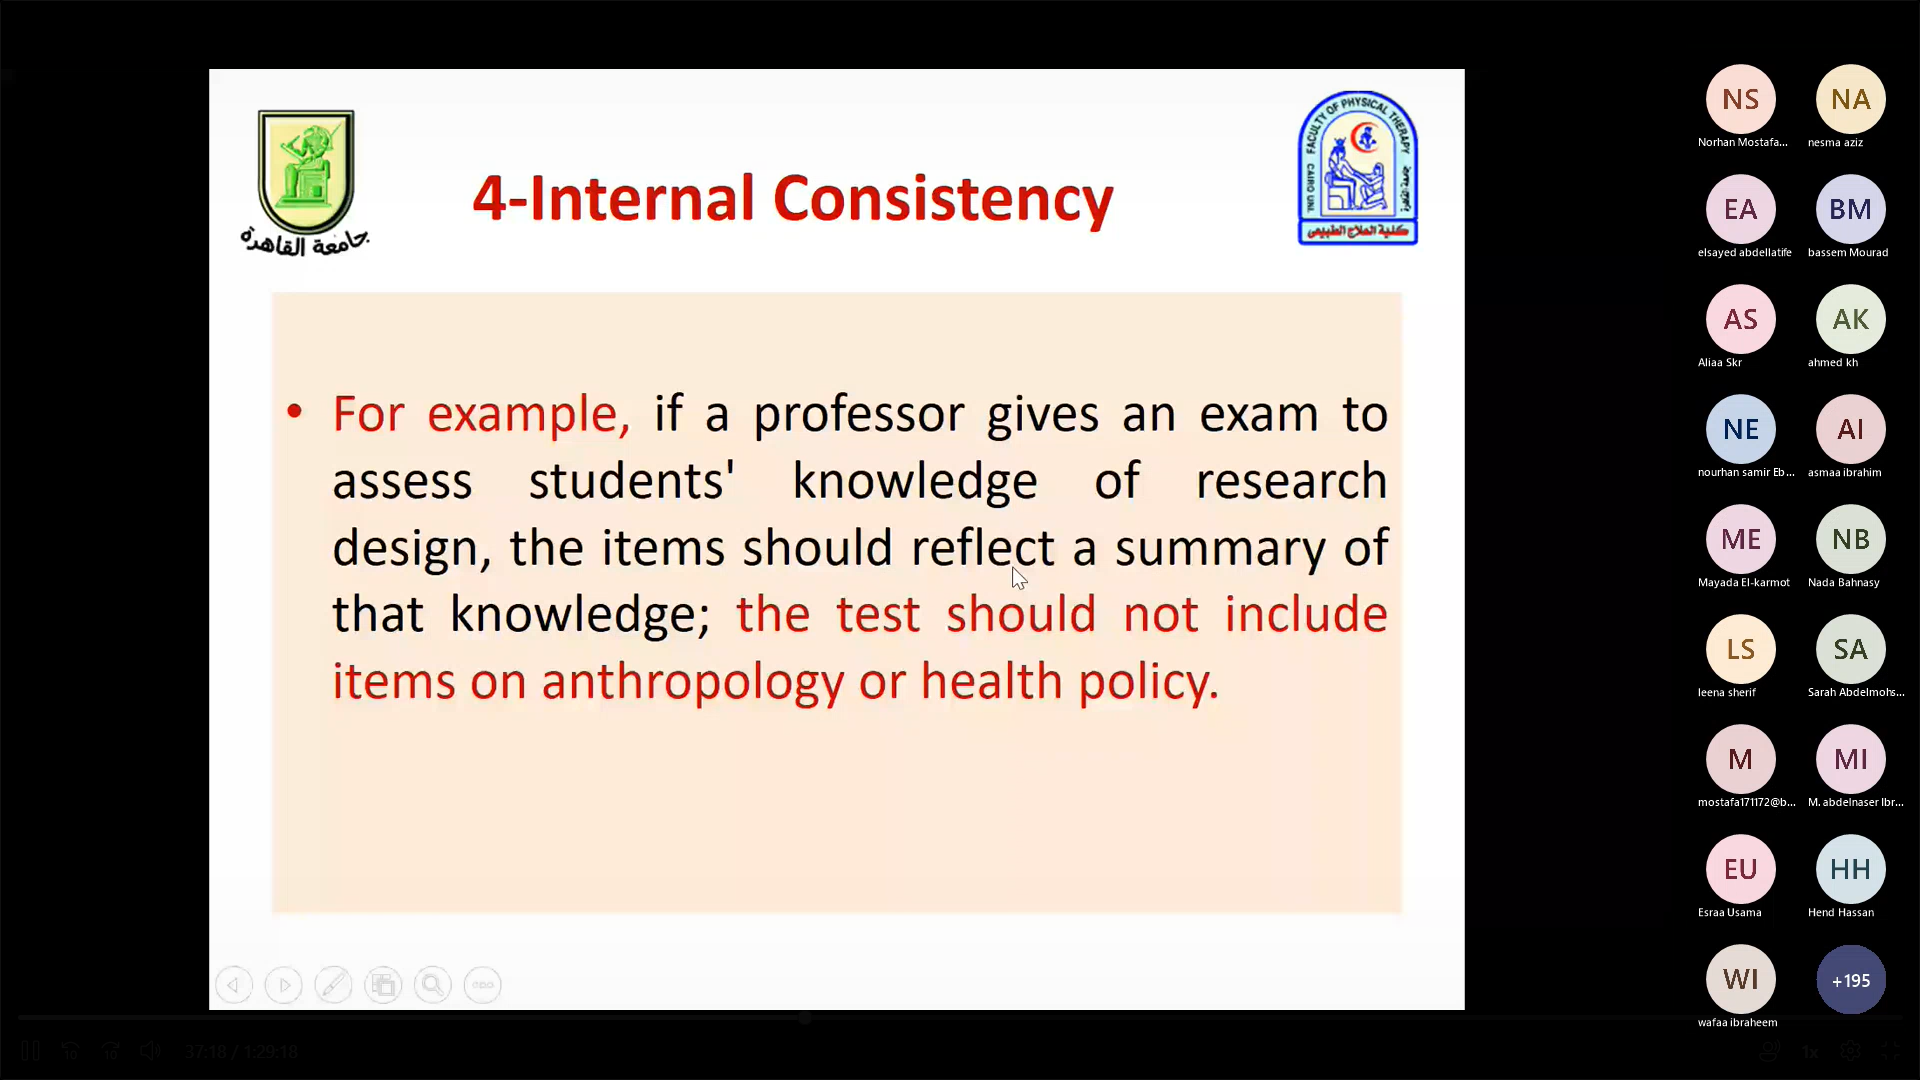 4-Internal Consistency
جامعة القاهرة
FACULTY OF PHYSICAL THERAPY
CAIRO UNI.
كلية العلاج الطبيعى
• For example, if a professor gives an exam to
assess students' knowledge of research
design, the items should reflect a summary of
that knowledge; the test should not include
items on anthropology or health policy.
NS
NA
Norhan Mostafa...
nesma aziz
EA
BM
elsayed abdellatife
bassem Mourad
AS
AK
Aliaa Skr
ahmed kh
NE
AI
nourhan samir Eb...
asmaa ibrahim
ME
NB
Mayada El-karmot
Nada Bahnasy
LS
SA
leena sherif
Sarah Abdelmohs...
M
MI
mostafa171172@b...
M. abdelnaser Ibr...
EU
HH
Esraa Usama
Hend Hassan
WI
+195
wafaa ibraheem
10
10
37:18 / 1:29:18
1x